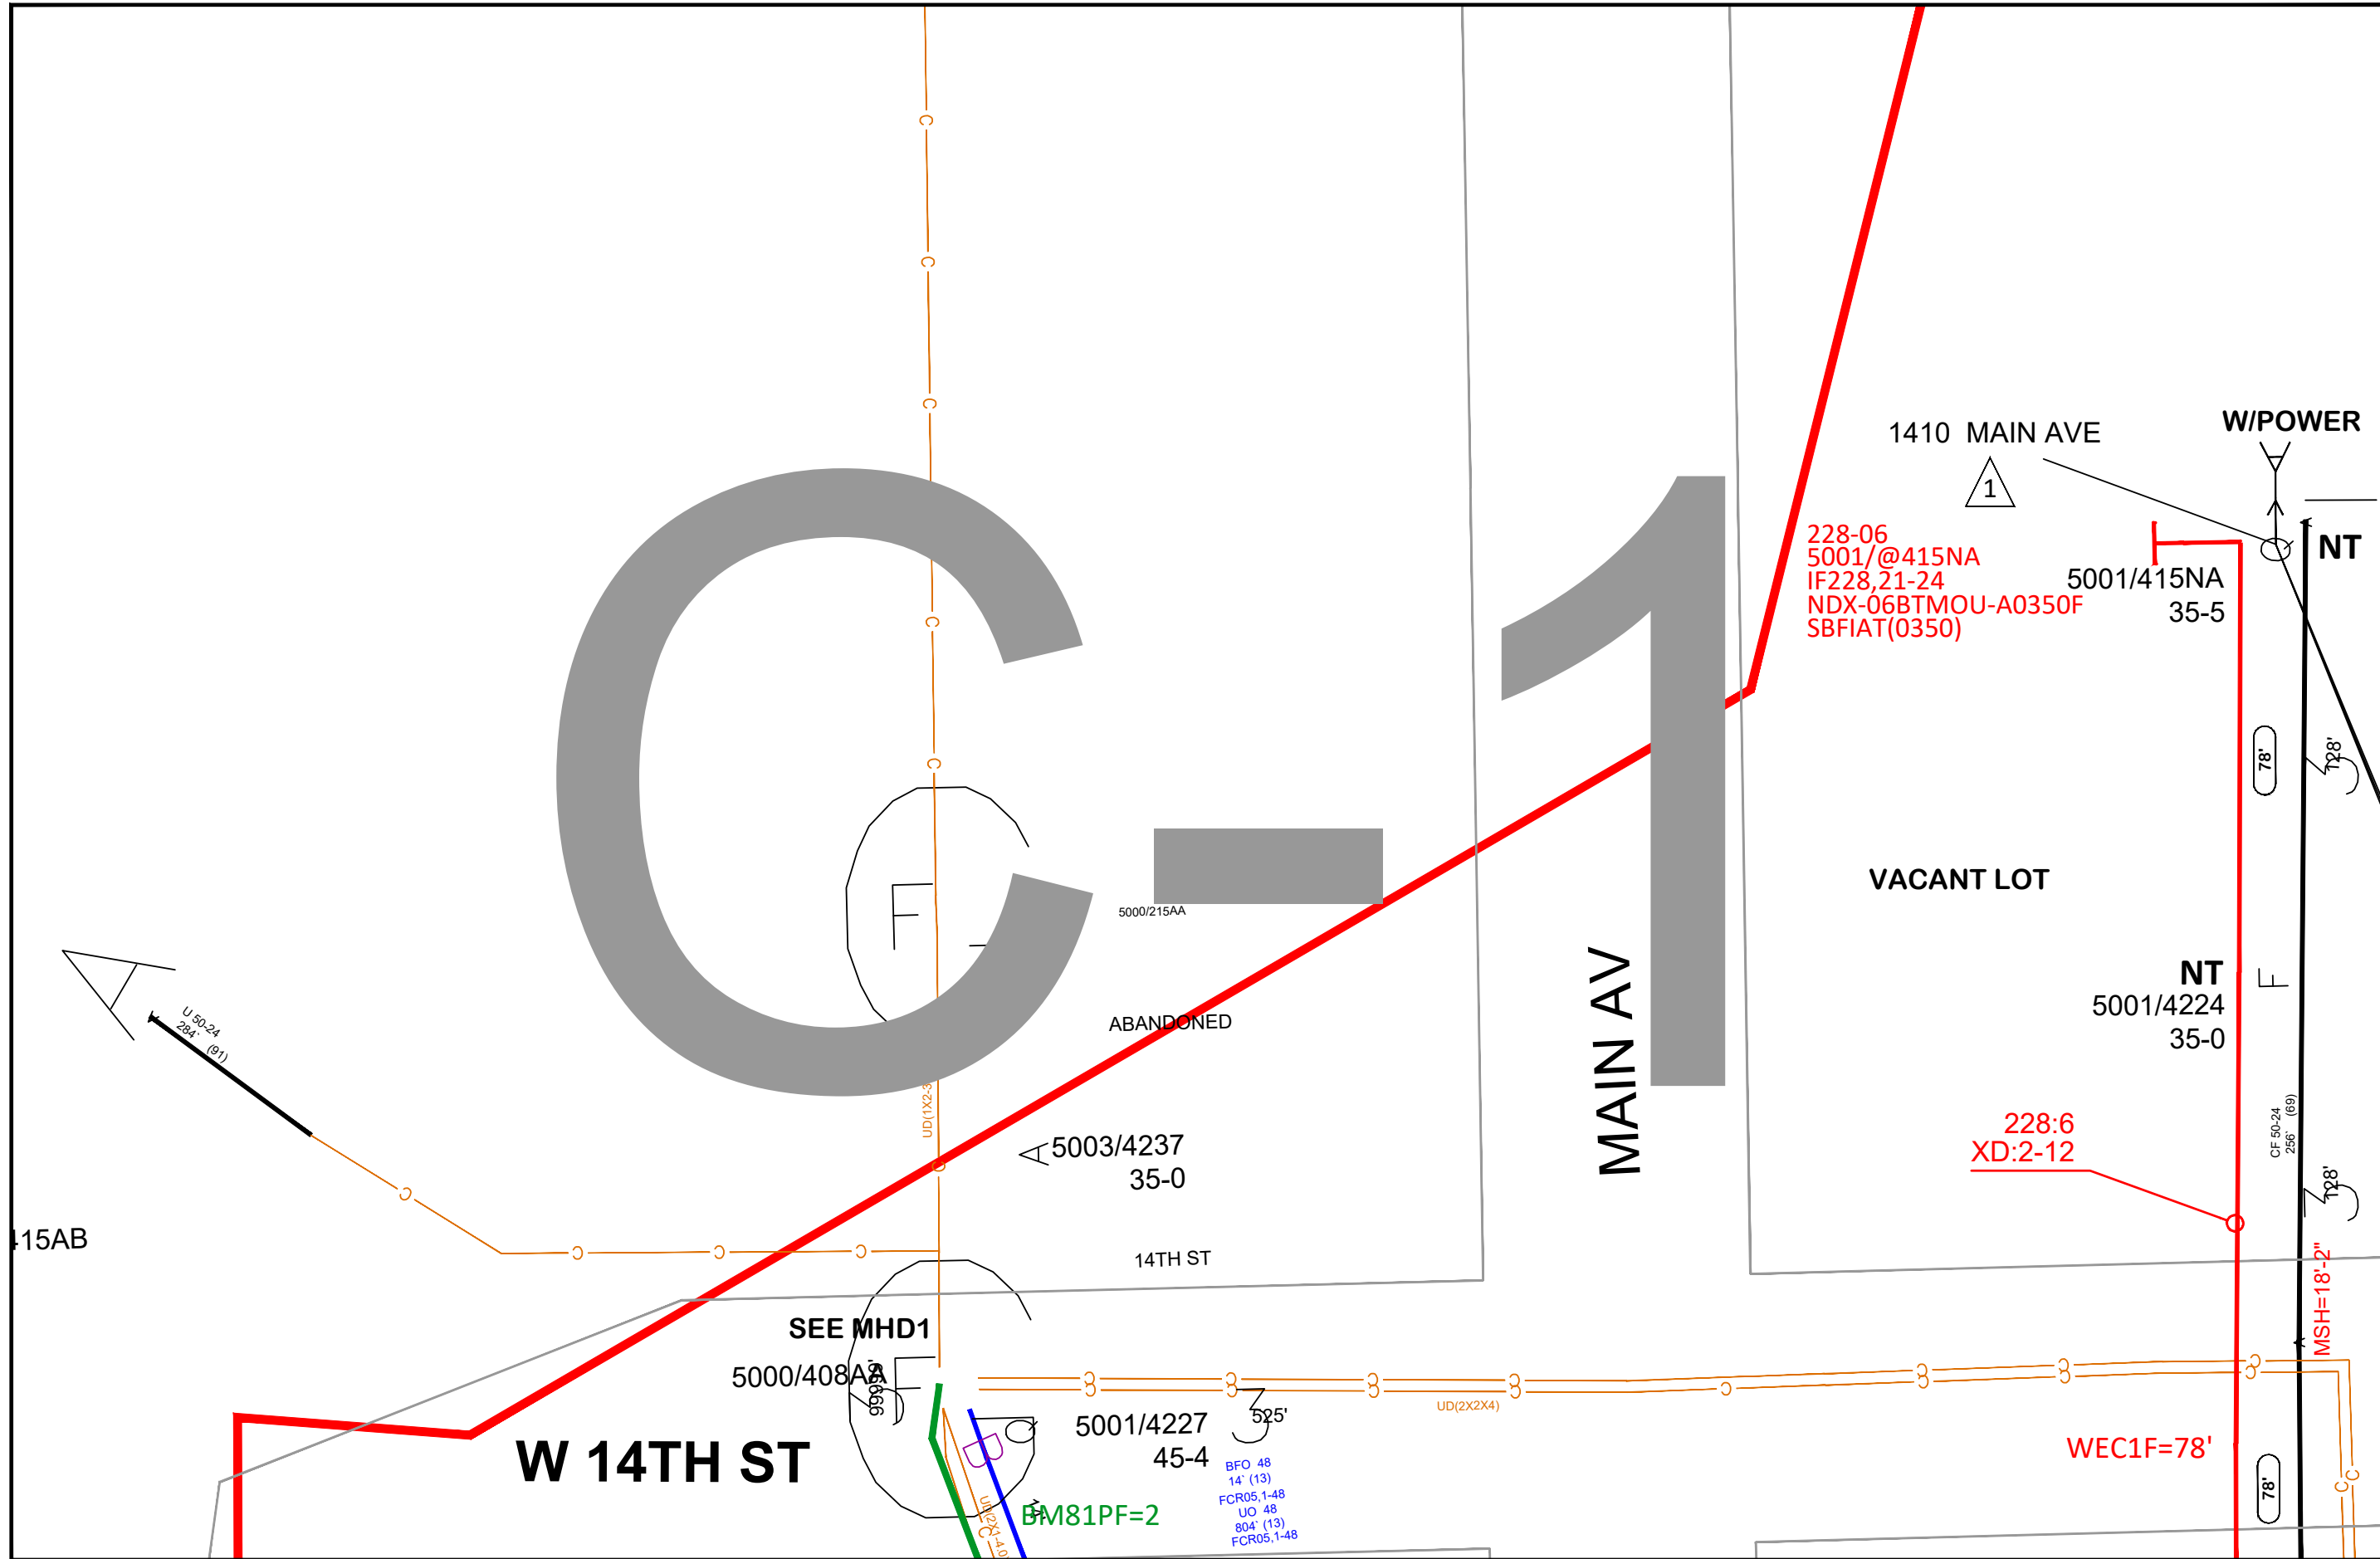 C-1
1410 MAIN AVE
1
W/POWER
NT
228-06
5001/@415NA
IF228,21-24
NDX-06BTMOU-A0350F
SBFIAT(0350)
5001/415NA
35-5
78'
128'
VACANT LOT
5000/215AA
F
F
A
U 50-24
284` (91)
ABANDONED
MAIN AV
NT
5001/4224
35-0
CF 50-24
256` (69)
228:6
XD:2-12
128'
A 5003/4237
35-0
415AB
14TH ST
MSH=18'-2"
SEE MHD1
5000/408AA
W 14TH ST
5001/4227
45-4
525'
UD(2X2X4)
BFO 48
14` (13)
FCR05,1-48
UO 48
804` (13)
FCR05,1-48
BM81PF=2
WEC1F=78'
78'